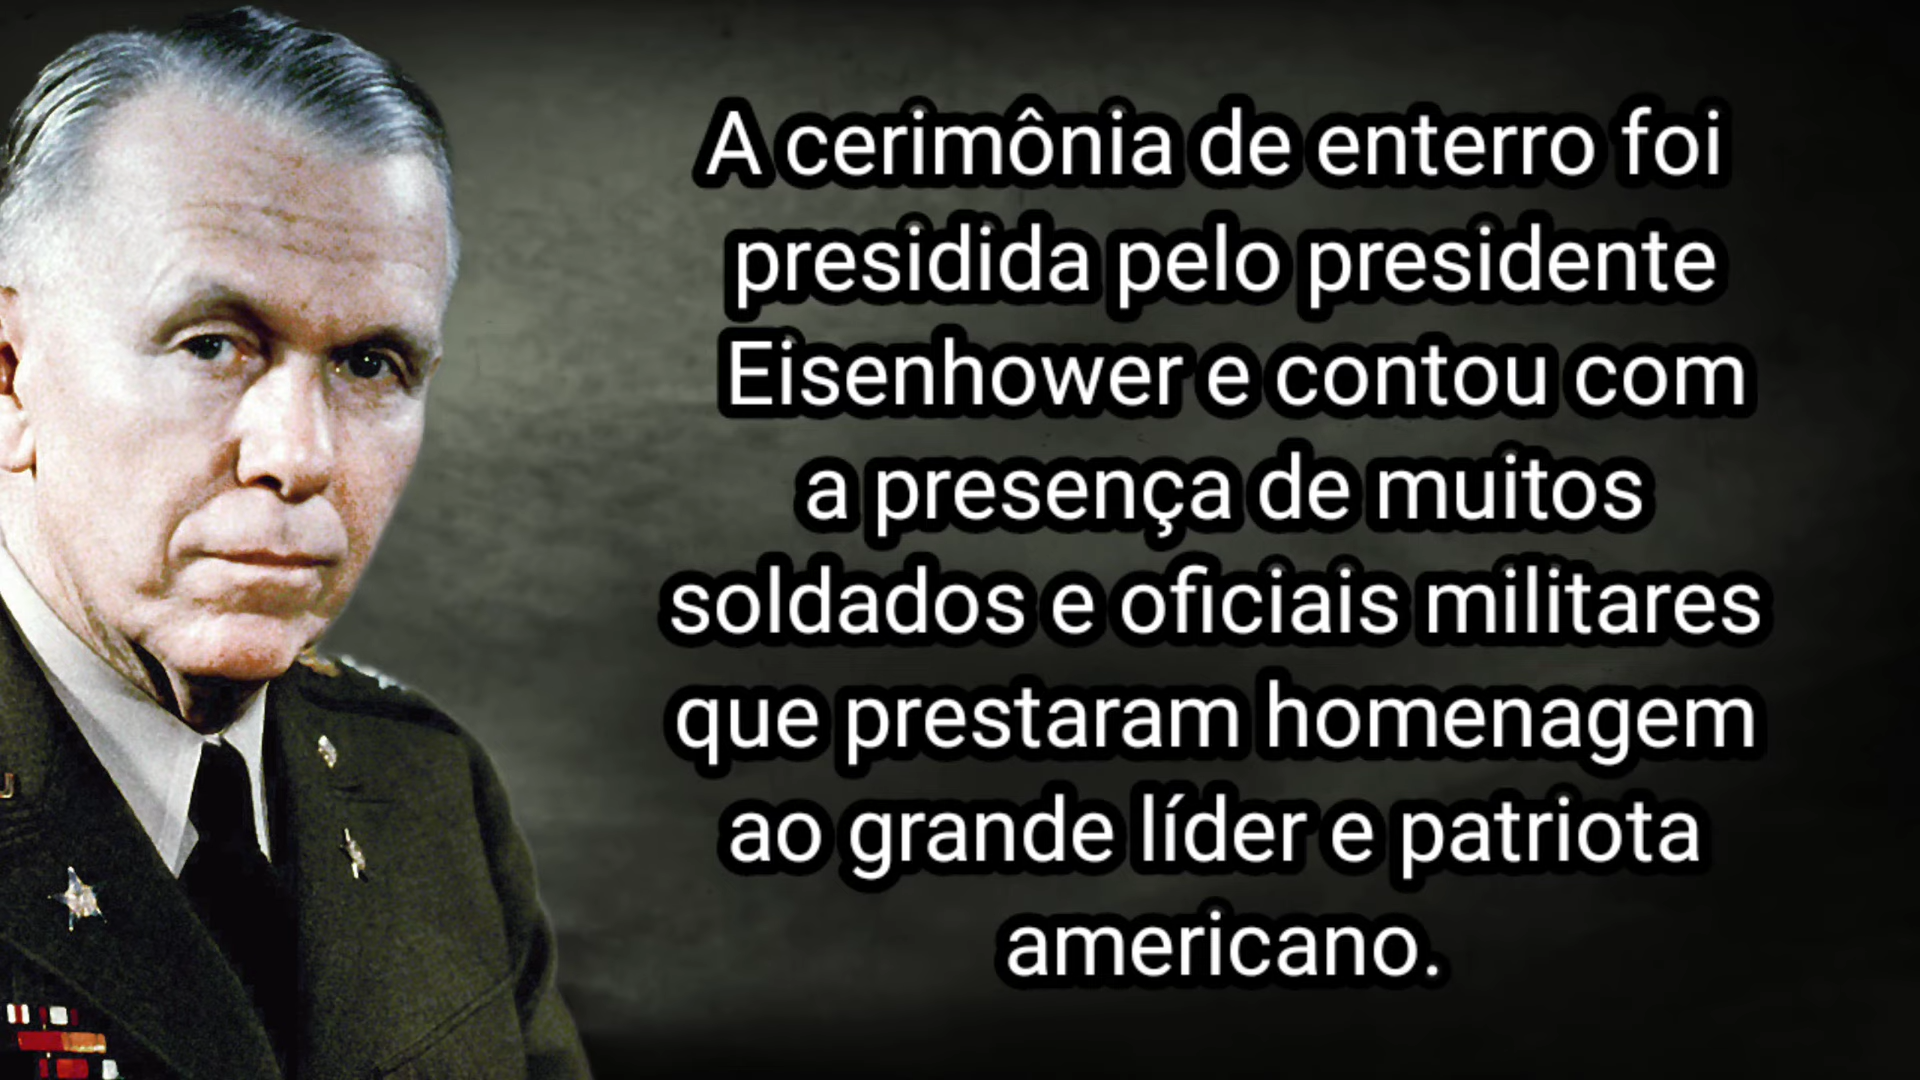 A cerimônia de enterro foi
presidida pelo presidente
Eisenhower e contou com
a presença de muitos
soldados e oficiais militares
que prestaram homenagem
ao grande líder e patriota
americano.